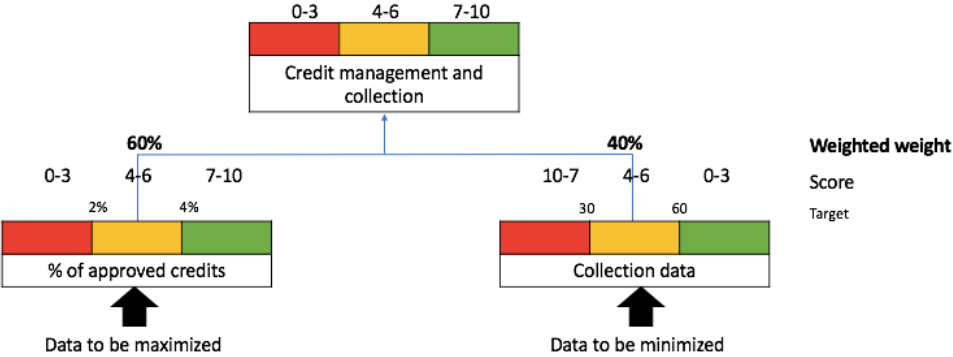 0-3 4-6 7-10
Credit management and
collection
60% 40% Weighted weight
0-3 4-6 7-10 10-7 4-6 0-3 Score
2% 4% 30 60 Target
% of approved credits Collection data
Data to be maximized Data to be minimized